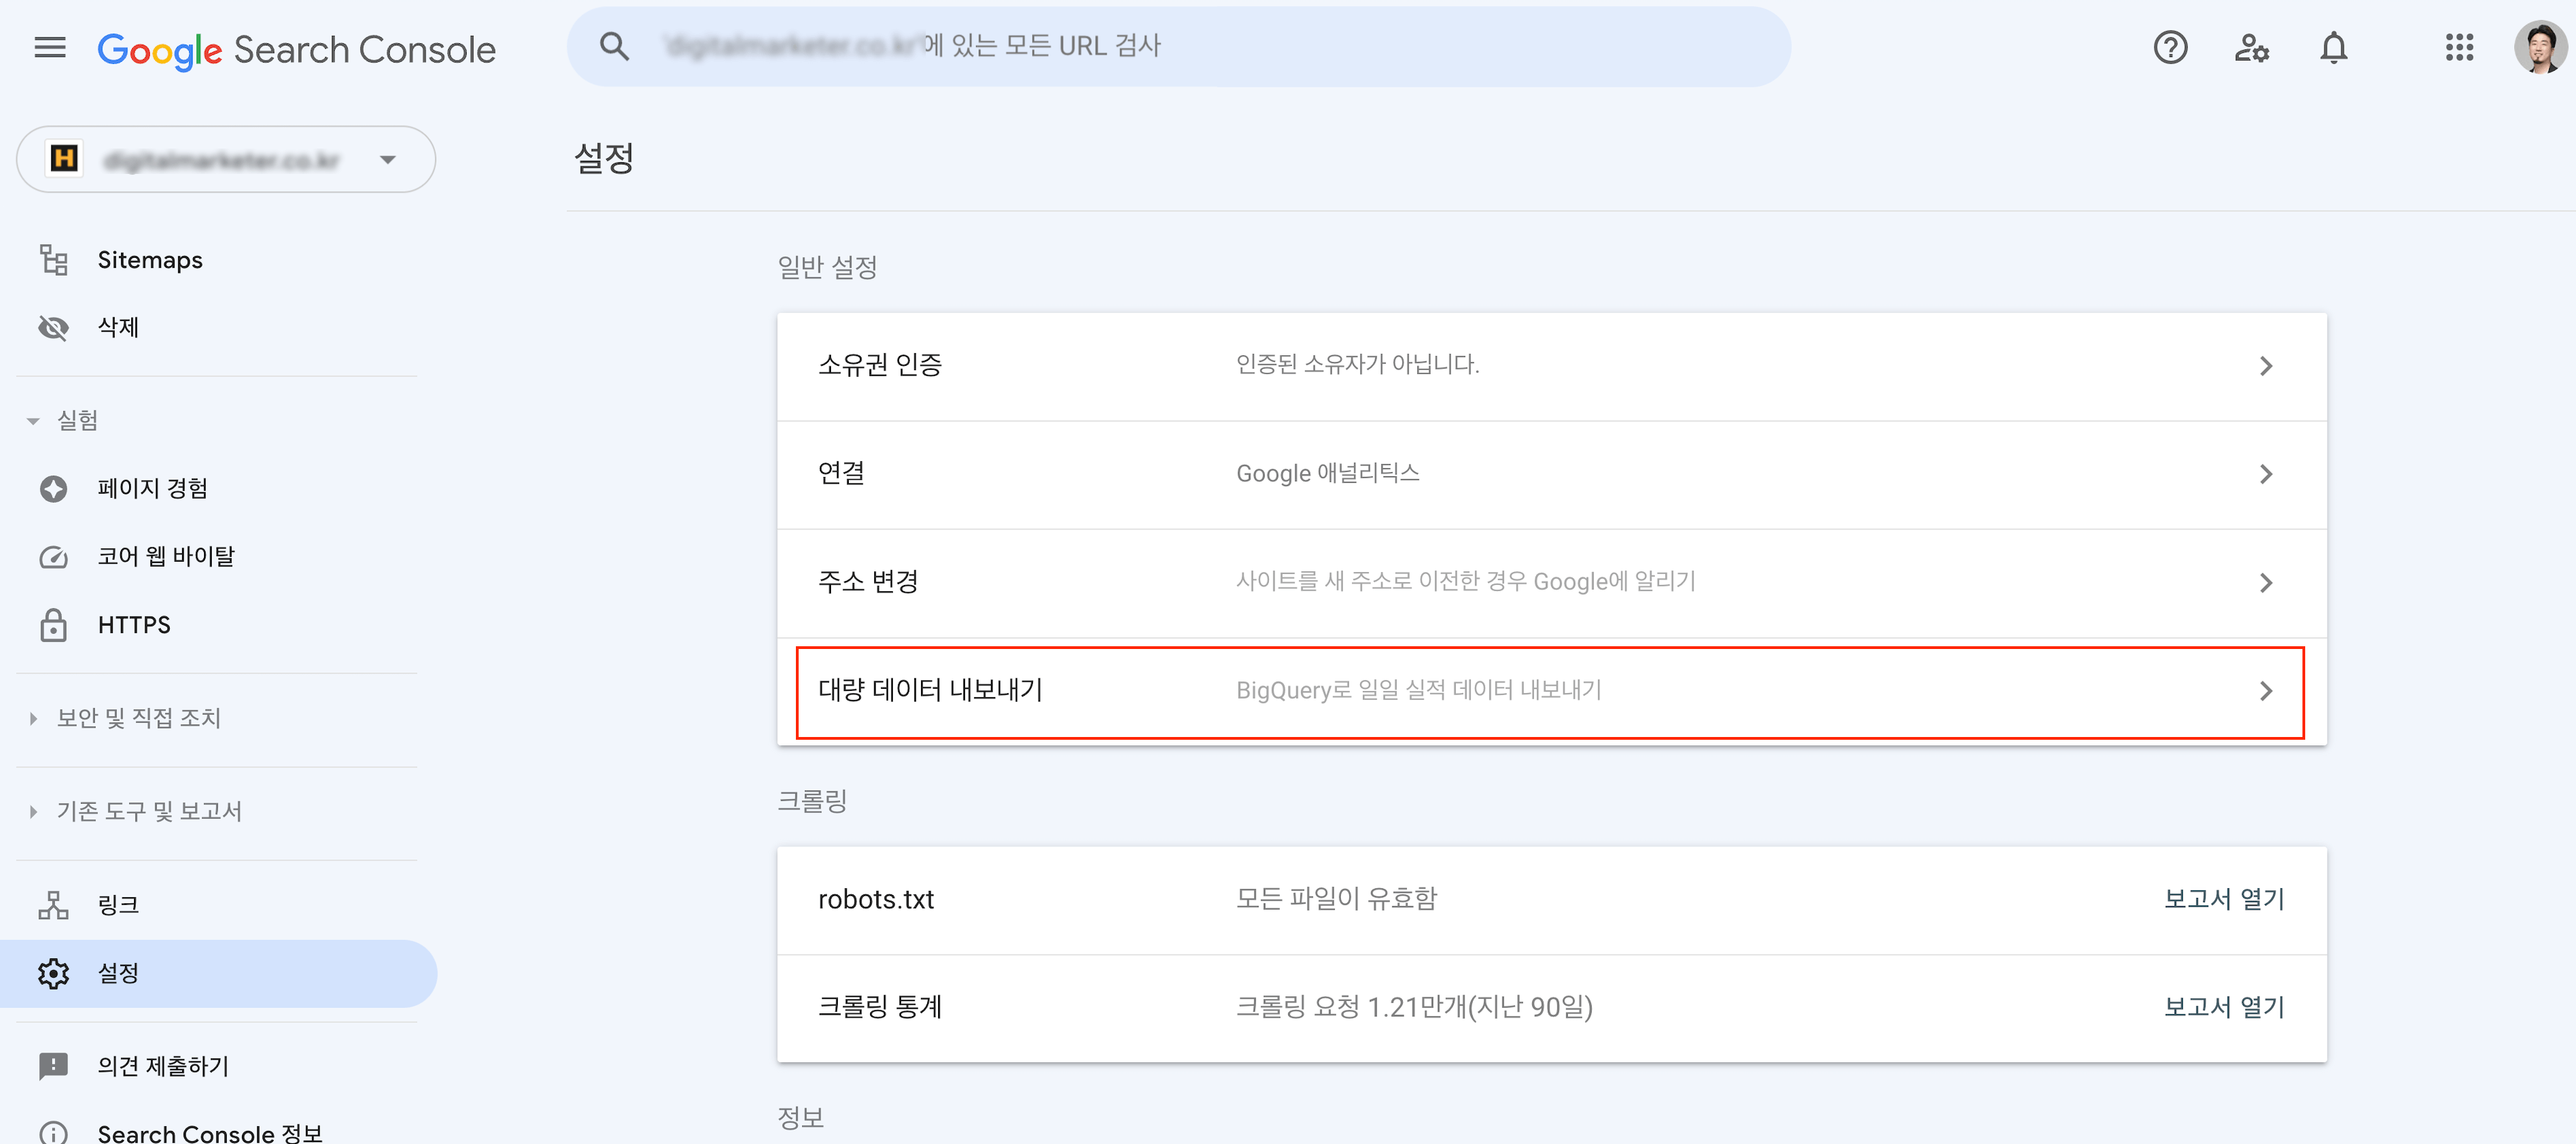 Google Search Console
에 있는 모든 URL 검사
설정
Sitemaps
삭제
실험
페이지 경험
코어 웹 바이탈
HTTPS
보안 및 직접 조치
기존 도구 및 보고서
링크
설정
의견 제출하기
Search Console 정보
일반 설정
소유권 인증 인증된 소유자가 아닙니다.
연결 Google 애널리틱스
주소 변경 사이트를 새 주소로 이전한 경우 Google에 알리기
대량 데이터 내보내기 BigQuery로 일일 실적 데이터 내보내기
크롤링
robots.txt 모든 파일이 유효함 보고서 열기
크롤링 통계 크롤링 요청 1.21만개(지난 90일) 보고서 열기
정보